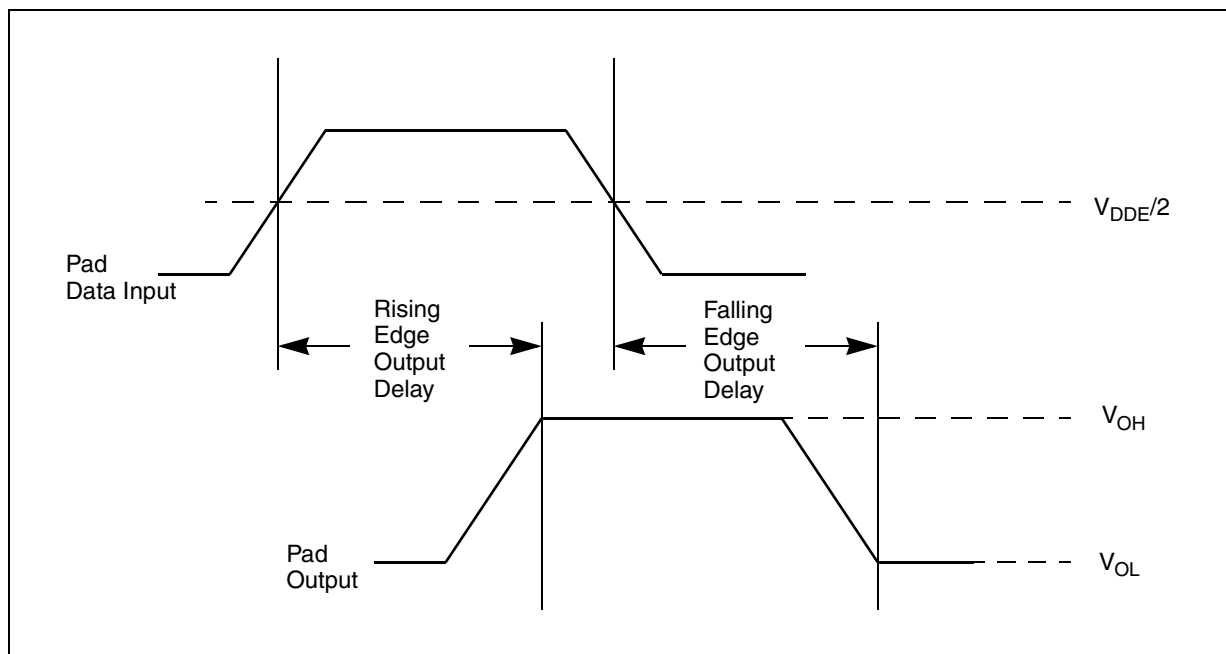 V_DDE/2
Pad
Data Input
Rising
Edge
Output
Delay
Falling
Edge
Output
Delay
V_OH
Pad
Output
V_OL